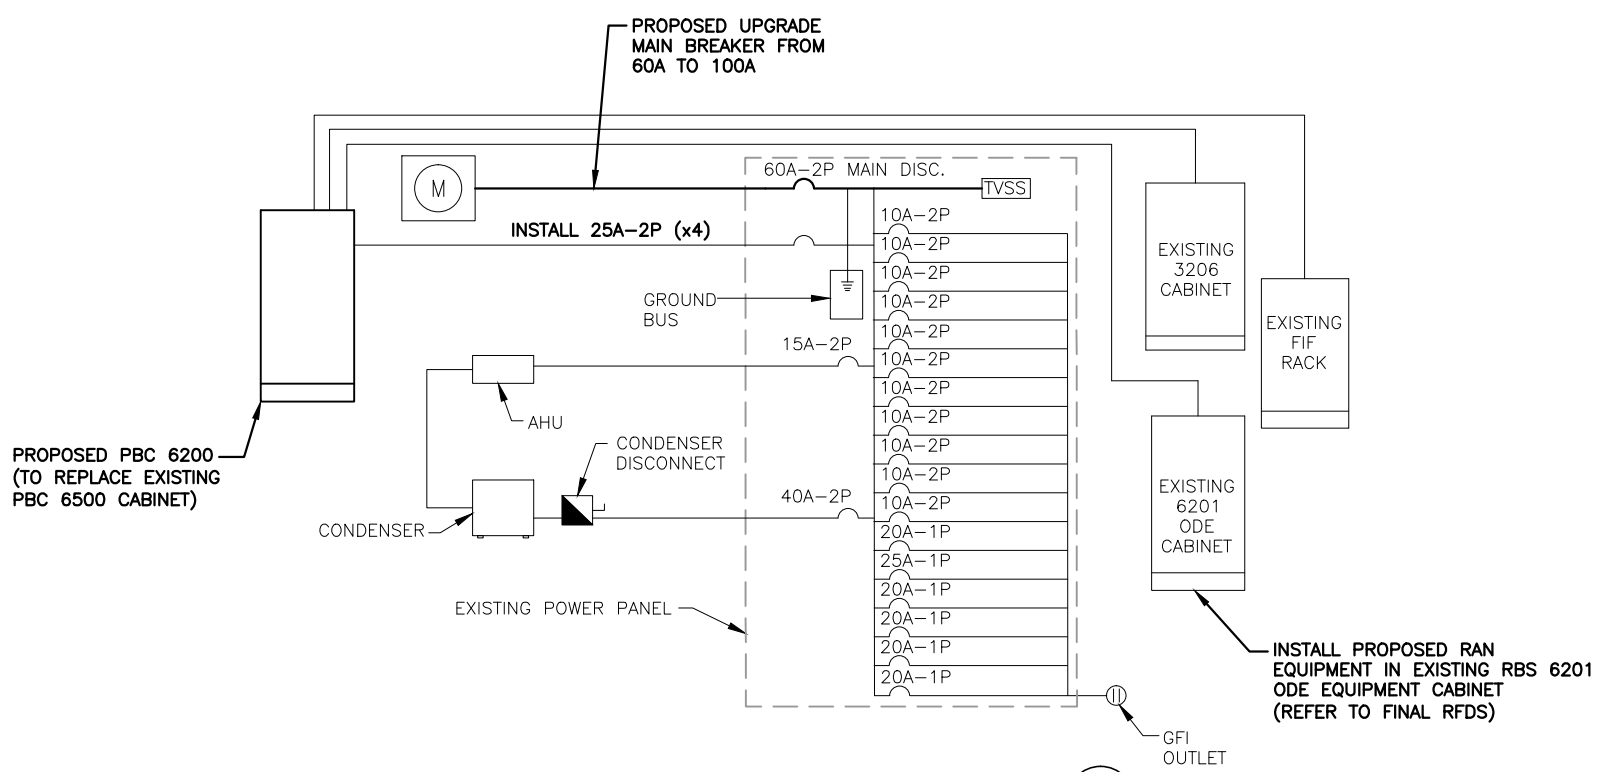 PROPOSED UPGRADE
MAIN BREAKER FROM
60A TO 100A
60A-2P MAIN DISC.
M
TVSS
INSTALL 25A-2P (x4)
10A-2P
10A-2P
10A-2P
10A-2P
10A-2P
10A-2P
10A-2P
10A-2P
10A-2P
10A-2P
10A-2P
20A-1P
25A-1P
20A-1P
20A-1P
20A-1P
20A-1P
GROUND
BUS
15A-2P
AHU
CONDENSER
DISCONNECT
40A-2P
CONDENSER
PROPOSED PBC 6200
(TO REPLACE EXISTING
PBC 6500 CABINET)
EXISTING POWER PANEL
EXISTING
3206
CABINET
EXISTING
FIF
RACK
EXISTING
6201
ODE
CABINET
INSTALL PROPOSED RAN
EQUIPMENT IN EXISTING RBS 6201
ODE EQUIPMENT CABINET
(REFER TO FINAL RFDS)
GFI
OUTLET